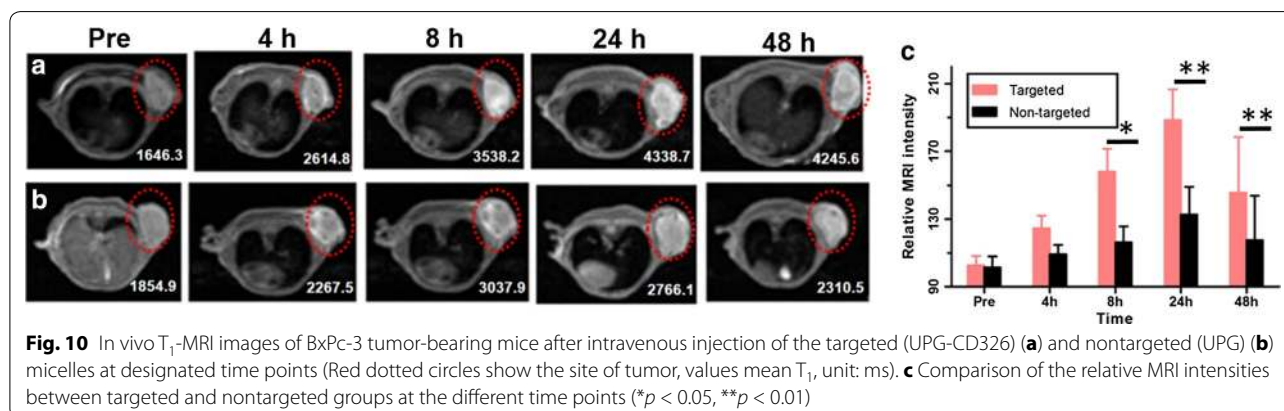 Pre 4 h 8 h 24 h 48 h
a
1646.3 2614.8 3538.2 4338.7 4245.6
b
1854.9 2267.5 3037.9 2766.1 2310.5
c
Relative MRI intensity
210
170
130
90
Targeted
Non-targeted
*
**
**
Pre 4h 8h 24h 48h
Time
Fig. 10 In vivo T₁-MRI images of BxPc-3 tumor-bearing mice after intravenous injection of the targeted (UPG-CD326) (a) and nontargeted (UPG) (b)
micelles at designated time points (Red dotted circles show the site of tumor, values mean T₁, unit: ms). c Comparison of the relative MRI intensities
between targeted and nontargeted groups at the different time points (*p < 0.05, **p < 0.01)